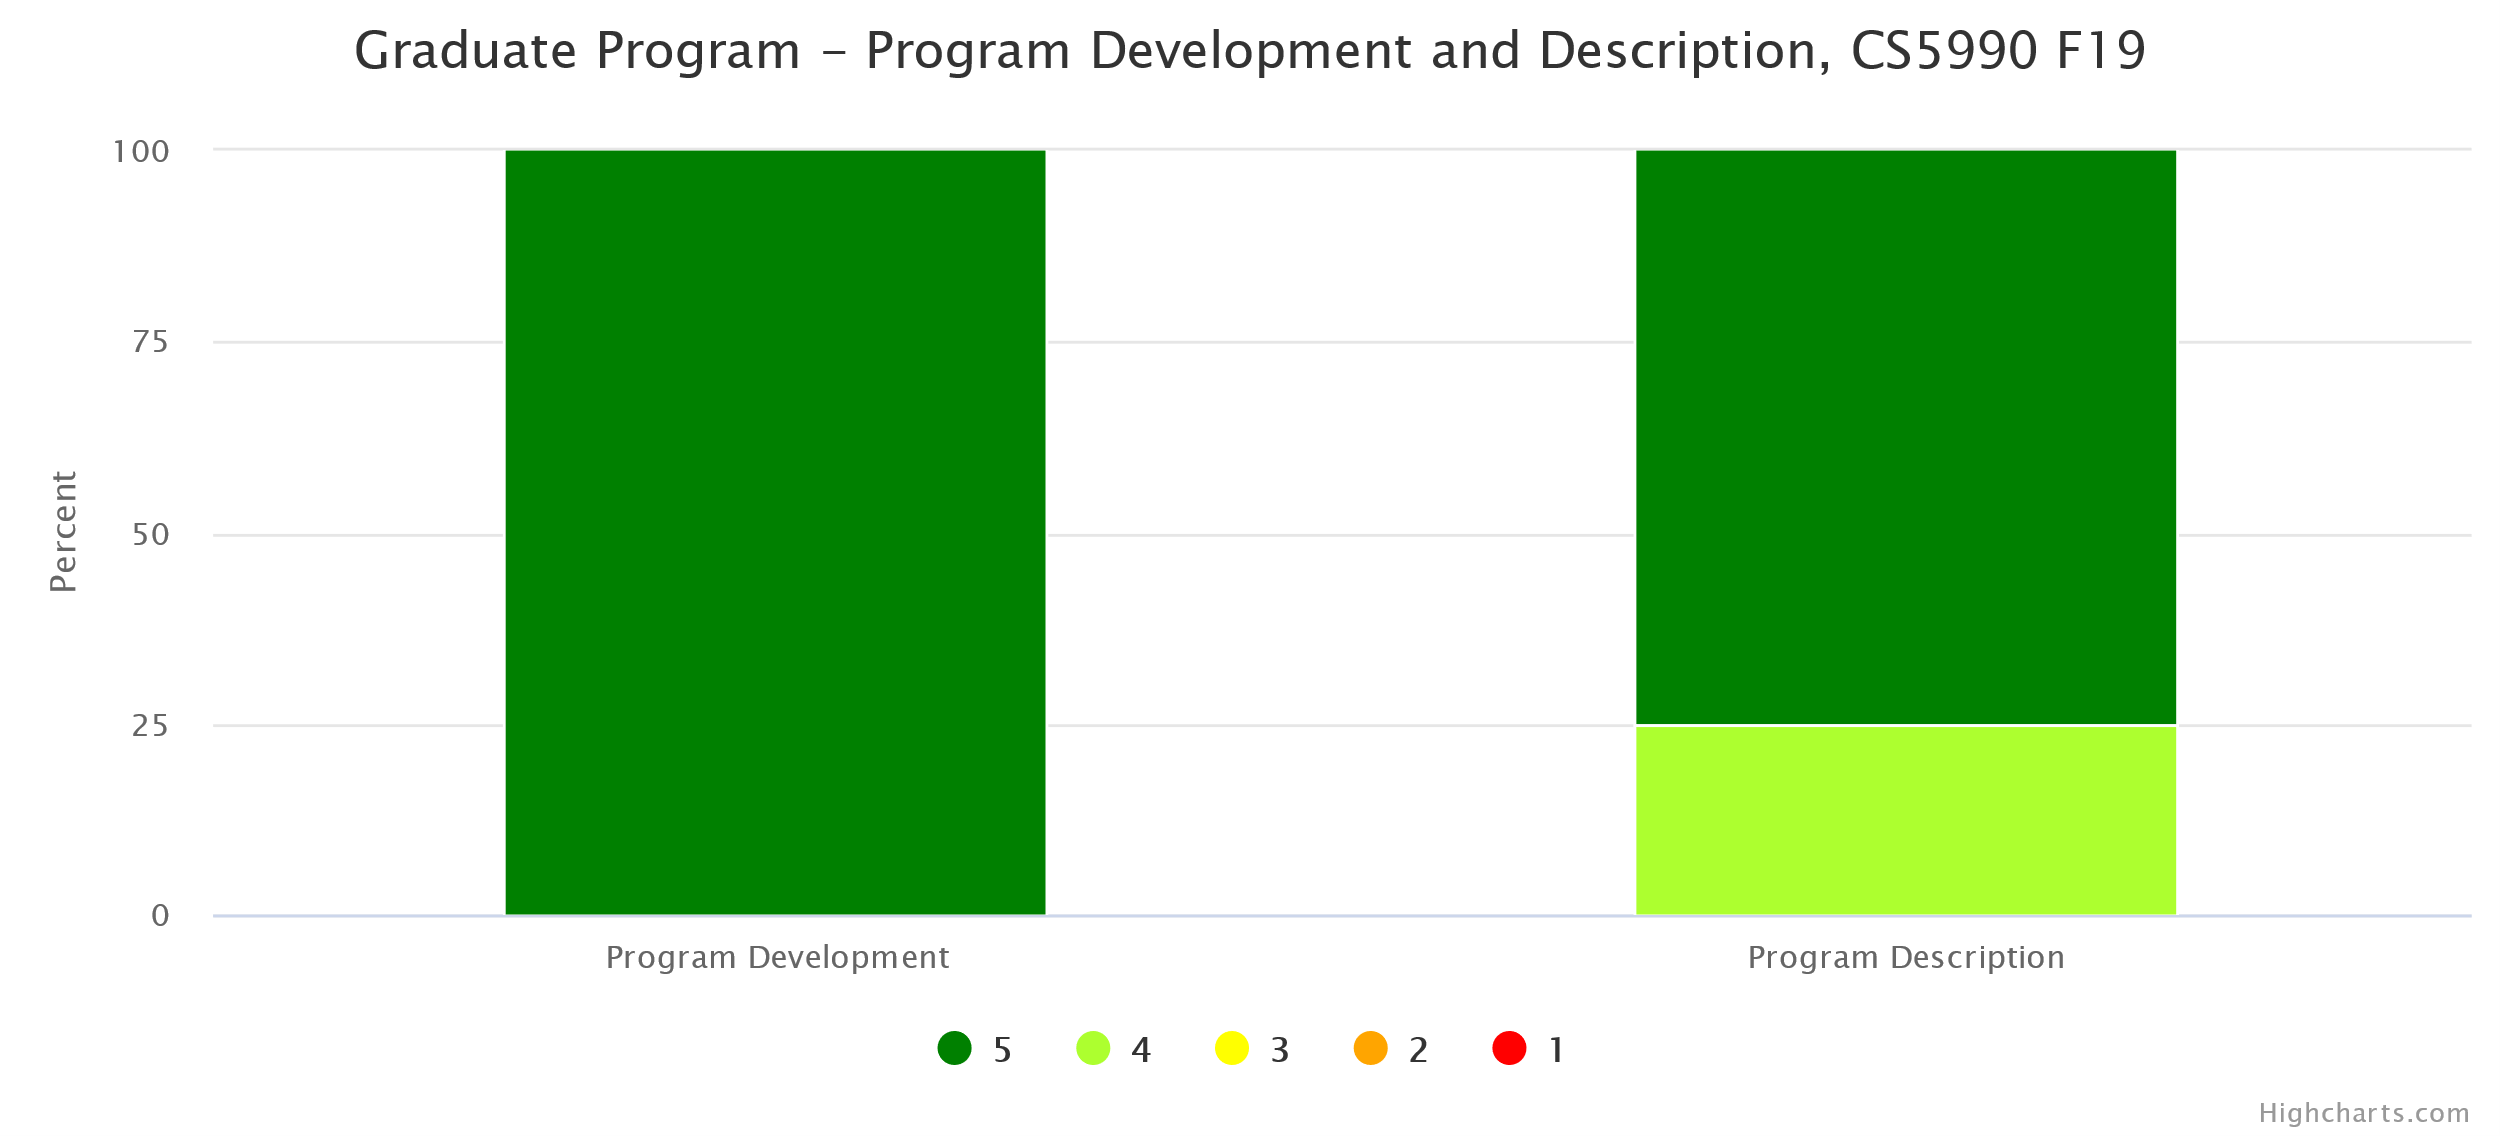 Graduate Program – Program Development and Description, CS5990 F19
100
75
50
25
0
Percent
Program Development
Program Description
5 4 3 2 1
Highcharts.com